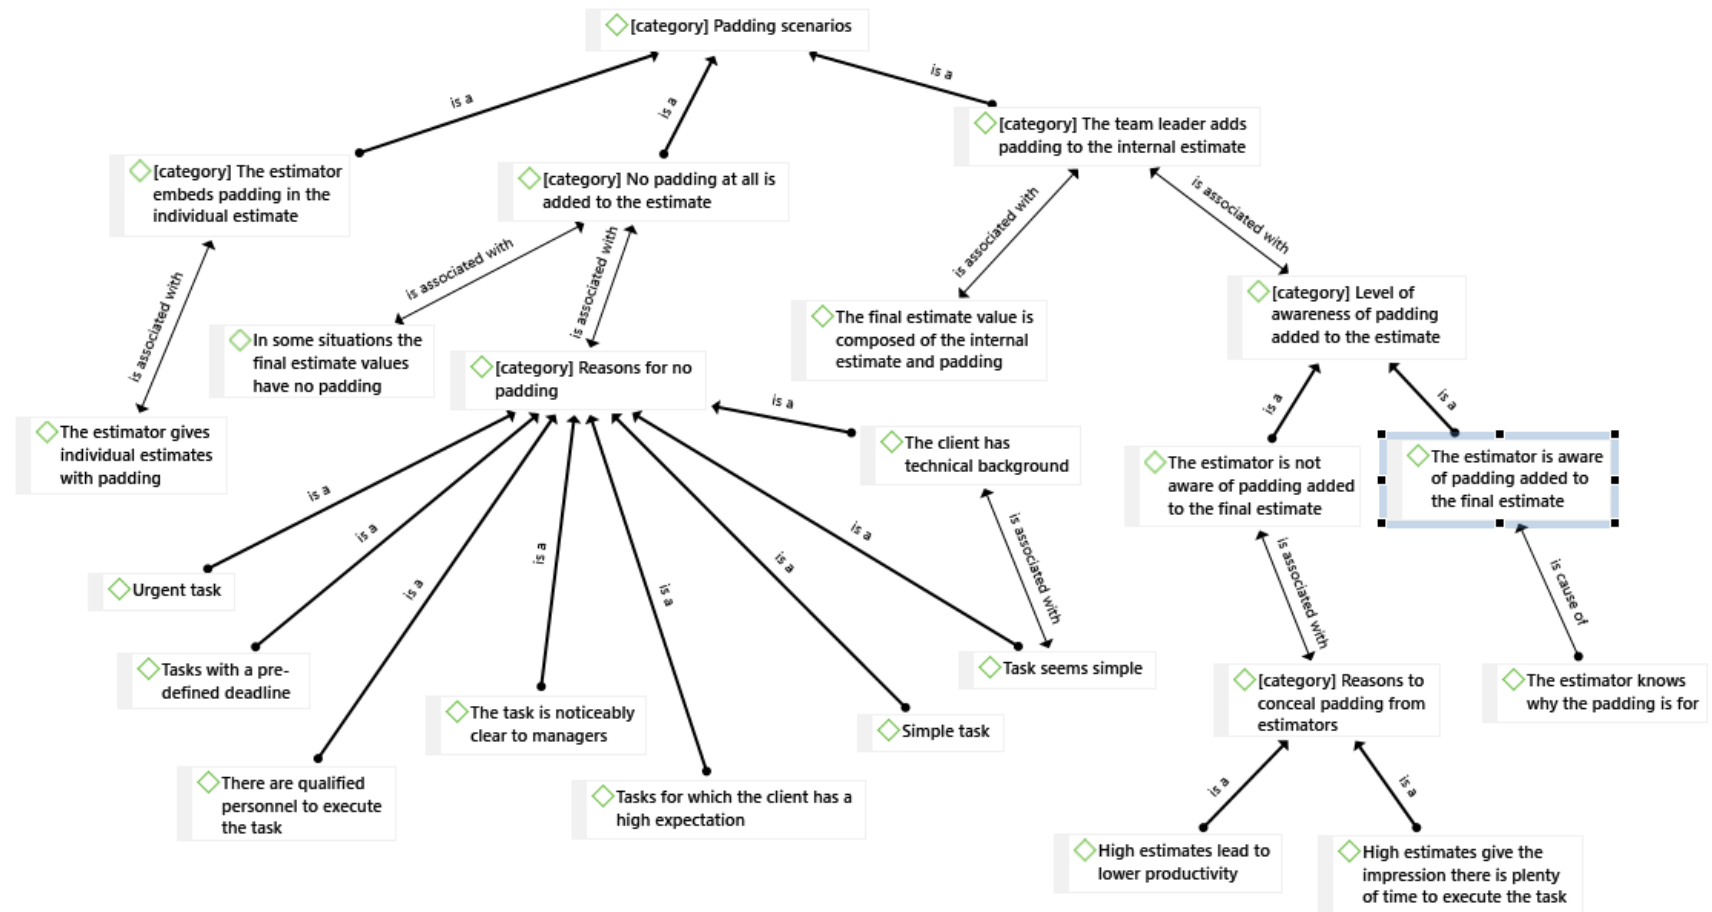 [category] Padding scenarios
is a
is a
is a
[category] The team leader adds
padding to the internal estimate
[category] The estimator
embeds padding in the
individual estimate
[category] No padding at all is
added to the estimate
is associated with
is associated with
is associated with
is associated with
is associated with
[category] Level of
awareness of padding
added to the estimate
The final estimate value is
composed of the internal
estimate and padding
In some situations the
final estimate values
have no padding
[category] Reasons for no
padding
is a
is a
is a
The estimator gives
individual estimates
with padding
The client has
technical background
The estimator is not
aware of padding added
to the final estimate
The estimator is aware
of padding added to
the final estimate
is a
is a
is a
is a
is a
is a
is a
is associated with
is associated with
is cause of
Urgent task
Tasks with a pre-
defined deadline
The task is noticeably
clear to managers
Simple task
Task seems simple
[category] Reasons to
conceal padding from
estimators
The estimator knows
why the padding is for
There are qualified
personnel to execute
the task
Tasks for which the client has a
high expectation
is a
is a
High estimates lead to
lower productivity
High estimates give the
impression there is plenty
of time to execute the task